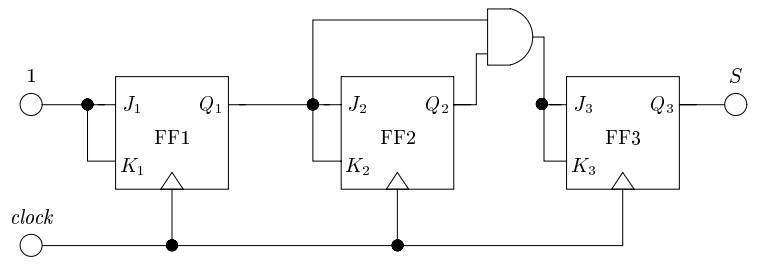 1
S
J₁ Q₁ J₂ Q₂ J₃ Q₃
FF1 FF2 FF3
K₁ K₂ K₃
clock